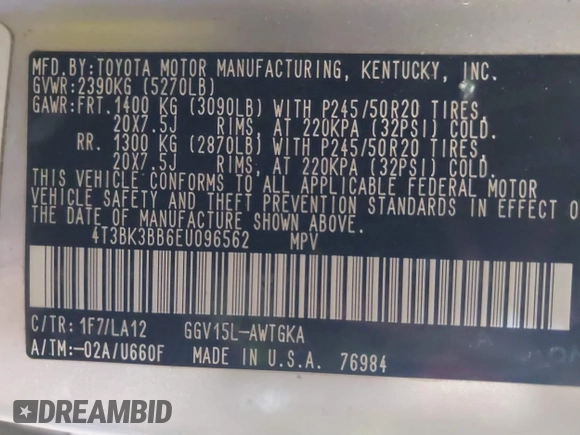 MFD.BY:TOYOTA MOTOR MANUFACTURING, KENTUCKY, INC.
GVWR:2390KG (5270LB)
GAWR:FRT.1400 KG (3090LB) WITH P245/50R20 TIRES,
20X7.5J RIMS, AT 220KPA (32PSI) COLD.
RR. 1300 KG (2870LB) WITH P245/50R20 TIRES,
20X7.5J RIMS, AT 220KPA (32PSI) COLD.
THIS VEHICLE CONFORMS TO ALL APPLICABLE FEDERAL MOTOR
VEHICLE SAFETY AND THEFT PREVENTION STANDARDS IN EFFECT O
THE DATE OF MANUFACTURE SHOWN ABOVE.
4T3BK3BB6EU096562 MPV
C/TR:1F7/LA12 GGV15L-AWTGKA
A/TM:-02A/U660F MADE IN U.S.A. 76984
DREAMBID